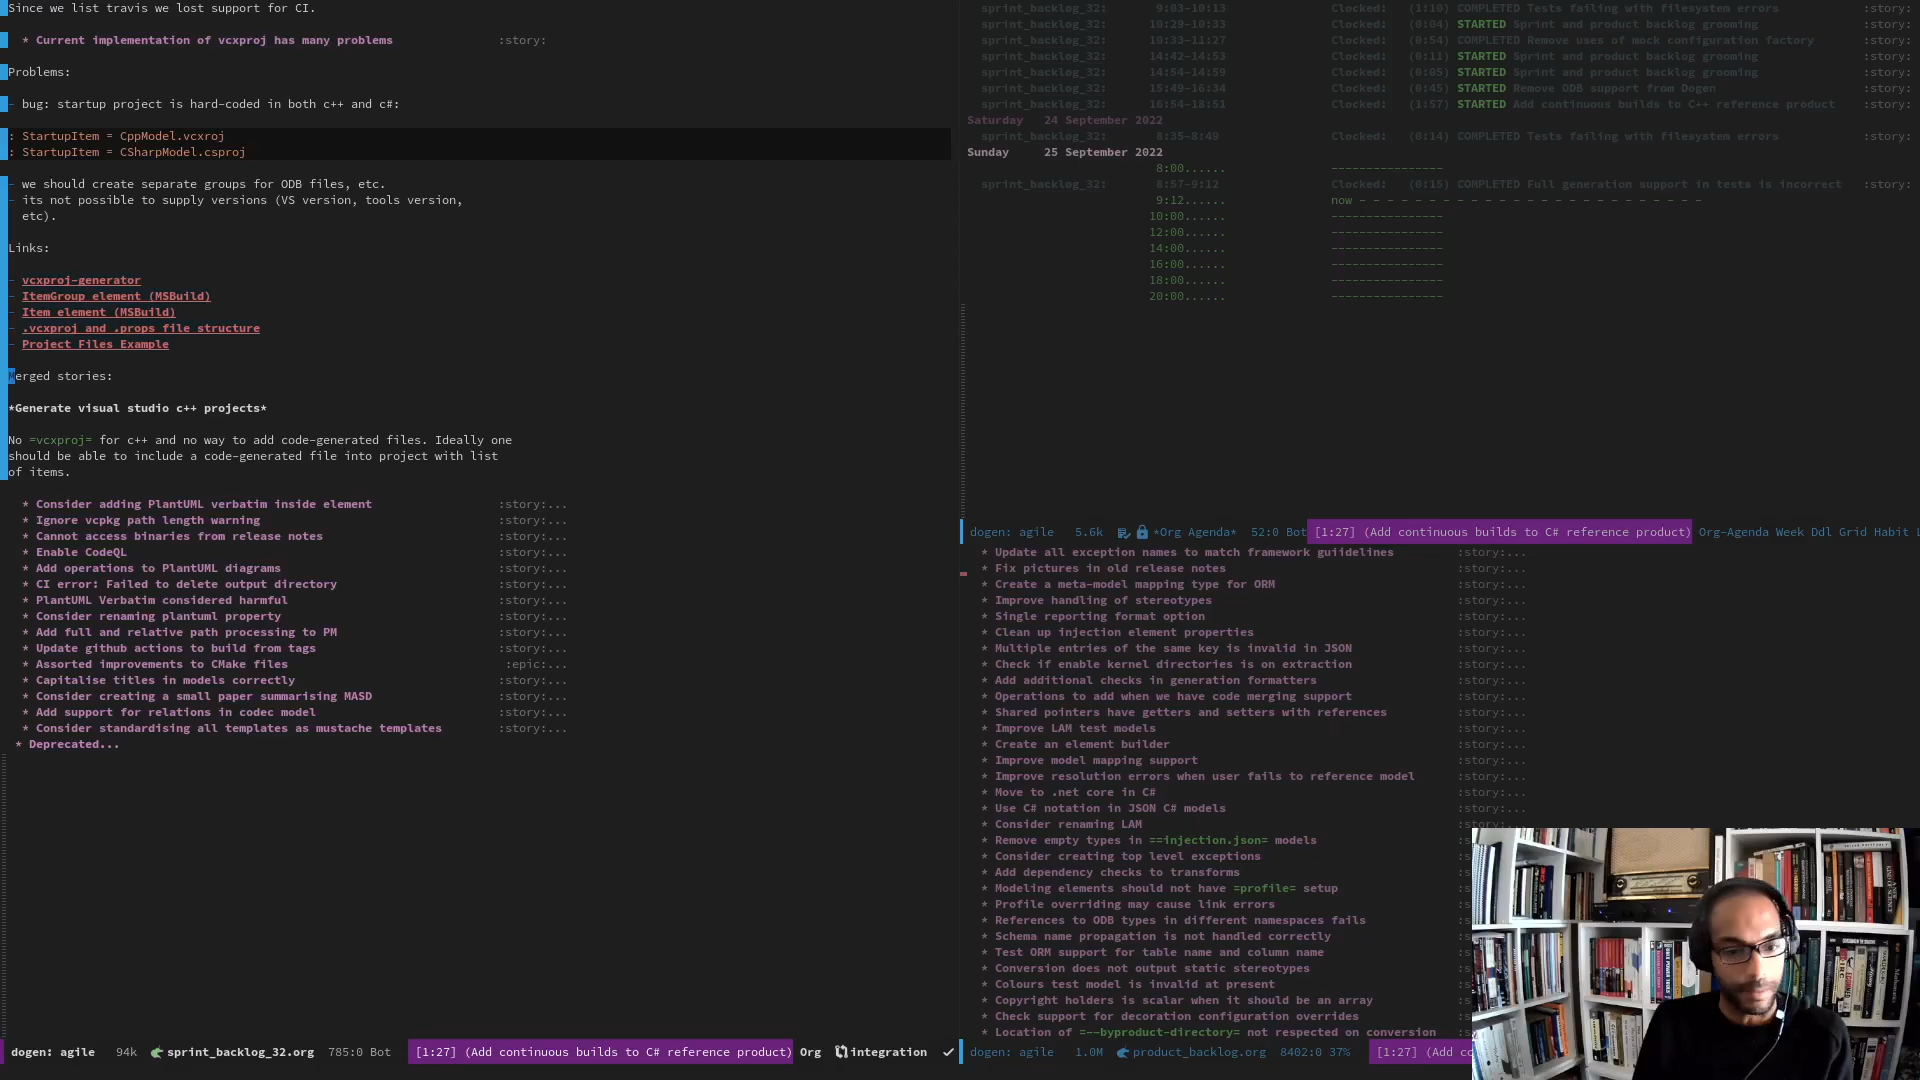 Since we list travis we lost support for CI.
* Current implementation of vcxproj has many problems :story:
Problems:
- bug: startup project is hard-coded in both c++ and c#:
: StartupItem = CppModel.vcxroj
: StartupItem = CSharpModel.csproj
- we should create separate groups for ODB files, etc.
- its not possible to supply versions (VS version, tools version,
etc).
Links:
- vcxproj-generator
- ItemGroup element (MSBuild)
- Item element (MSBuild)
- .vcxproj and .props file structure
- Project Files Example
Merged stories:
*Generate visual studio c++ projects*
No =vcxproj= for c++ and no way to add code-generated files. Ideally one
should be able to include a code-generated file into project with list
of items.
* Consider adding PlantUML verbatim inside element :story:...
* Ignore vcpkg path length warning :story:...
* Cannot access binaries from release notes :story:...
* Enable CodeQL :story:...
* Add operations to PlantUML diagrams :story:...
* CI error: Failed to delete output directory :story:...
* PlantUML Verbatim considered harmful :story:...
* Consider renaming plantuml property :story:...
* Add full and relative path processing to PM :story:...
* Update github actions to build from tags :story:...
* Assorted improvements to CMake files :epic:...
* Capitalise titles in models correctly :story:...
* Consider creating a small paper summarising MASD :story:...
* Add support for relations in codec model :story:...
* Consider standardising all templates as mustache templates :story:...
* Deprecated...
dogen: agile 94k sprint_backlog_32.org 785:0 Bot [1:27] (Add continuous builds to C# reference product) Org integration
sprint_backlog_32: 9:03-10:13 Clocked: (1:10) COMPLETED Tests failing with filesystem errors :story:
sprint_backlog_32: 10:29-10:33 Clocked: (0:04) STARTED Sprint and product backlog grooming :story:
sprint_backlog_32: 10:33-11:27 Clocked: (0:54) COMPLETED Remove uses of mock configuration factory :story:
sprint_backlog_32: 14:42-14:53 Clocked: (0:11) STARTED Sprint and product backlog grooming :story:
sprint_backlog_32: 14:54-14:59 Clocked: (0:05) STARTED Sprint and product backlog grooming :story:
sprint_backlog_32: 15:49-16:34 Clocked: (0:45) STARTED Remove ODB support from Dogen :story:
sprint_backlog_32: 16:54-18:51 Clocked: (1:57) STARTED Add continuous builds to C++ reference product :story:
Saturday 24 September 2022
sprint_backlog_32: 8:35-8:49 Clocked: (0:14) COMPLETED Tests failing with filesystem errors :story:
Sunday 25 September 2022
8:00...... ----------------
sprint_backlog_32: 8:57-9:12 Clocked: (0:15) COMPLETED Full generation support in tests is incorrect :story:
9:12...... now - - - - - - - - - - - - - - - - - - - - - - - - -
10:00...... ----------------
12:00...... ----------------
14:00...... ----------------
16:00...... ----------------
18:00...... ----------------
20:00...... ----------------
dogen: agile 5.6k *Org Agenda* 52:0 Bot [1:27] (Add continuous builds to C# reference product) Org-Agenda Week Ddl Grid Habit L
* Update all exception names to match framework guiidelines :story:...
* Fix pictures in old release notes :story:...
* Create a meta-model mapping type for ORM :story:...
* Improve handling of stereotypes :story:...
* Single reporting format option :story:...
* Clean up injection element properties :story:...
* Multiple entries of the same key is invalid in JSON :story:...
* Check if enable kernel directories is on extraction :story:...
* Add additional checks in generation formatters :story:...
* Operations to add when we have code merging support :story:...
* Shared pointers have getters and setters with references :story:...
* Improve LAM test models :story:...
* Create an element builder :story:...
* Improve model mapping support :story:...
* Improve resolution errors when user fails to reference model :story:...
* Move to .net core in C# :story:...
* Use C# notation in JSON C# models :story:...
* Consider renaming LAM :story:...
* Remove empty types in ==injection.json= models :s
* Consider creating top level exceptions :s
* Add dependency checks to transforms :s
* Modeling elements should not have =profile= setup :s
* Profile overriding may cause link errors :s
* References to ODB types in different namespaces fails :s
* Schema name propagation is not handled correctly :s
* Test ORM support for table name and column name :s
* Conversion does not output static stereotypes :s
* Colours test model is invalid at present :s
* Copyright holders is scalar when it should be an array :s
* Check support for decoration configuration overrides :s
* Location of =--byproduct-directory= not respected on conversion :s
dogen: agile 1.0M product_backlog.org 8402:0 37% [1:27] (Add co